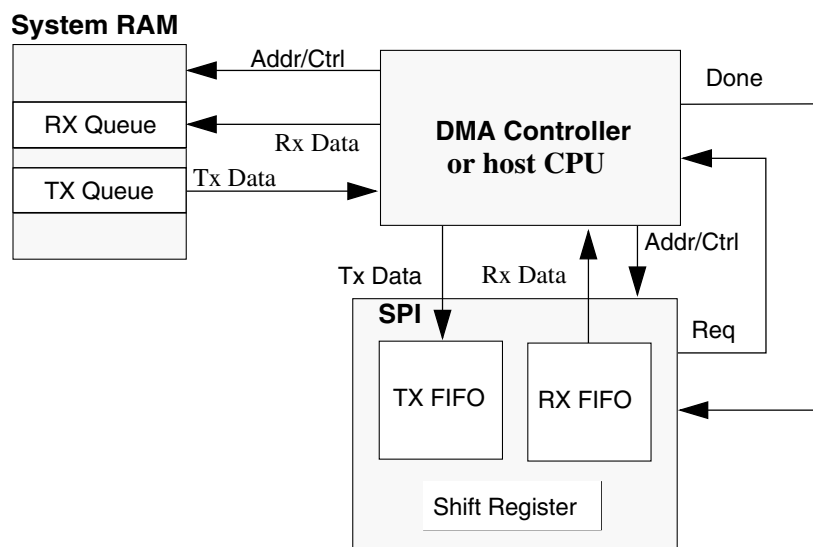 System RAM
Addr/Ctrl
Done
RX Queue
Rx Data
DMA Controller
or host CPU
TX Queue
Tx Data
Addr/Ctrl
Tx Data
Rx Data
SPI
Req
TX FIFO
RX FIFO
Shift Register